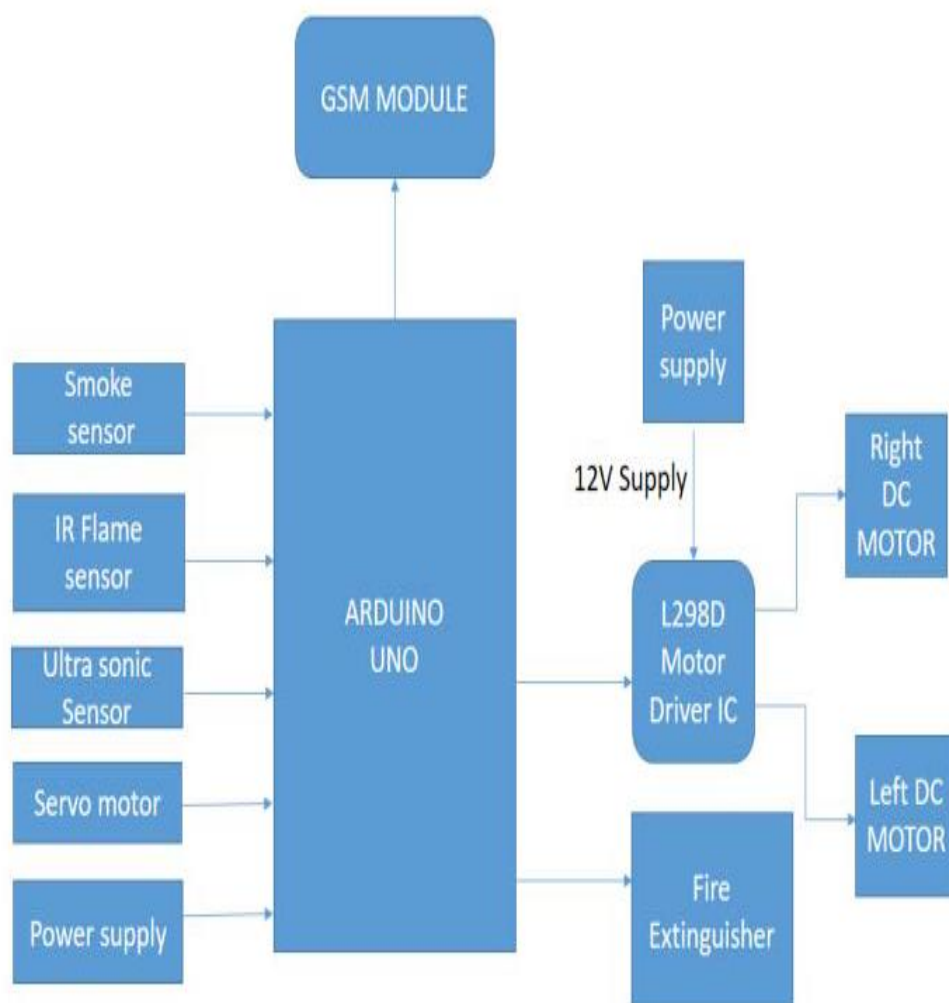 GSM MODULE
Power
supply
Smoke
sensor
12V Supply
Right
DC
MOTOR
IR Flame
sensor
ARDUINO
UNO
L298D
Motor
Driver IC
Ultra sonic
Sensor
Servo motor
Left DC
MOTOR
Fire
Extinguisher
Power supply